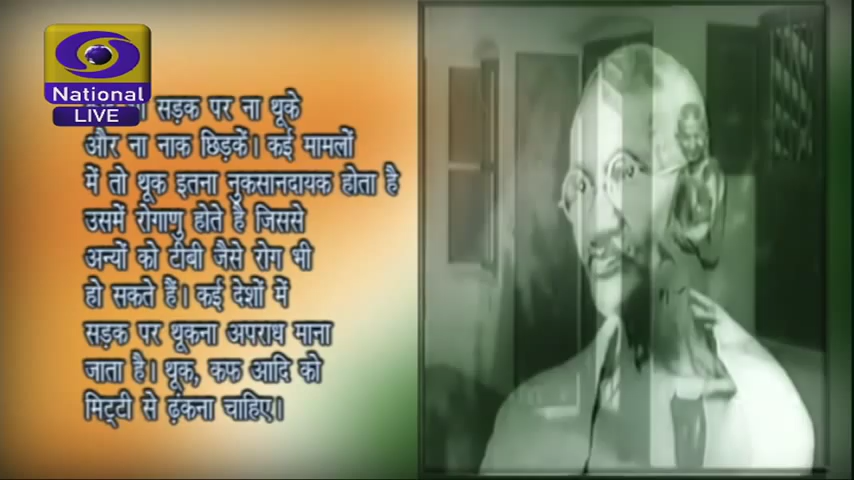 National
LIVE
सड़क पर ना थूके
और ना नाक छिड़कें। कई मामलों
में तो थूक इतना नुकसानदायक होता है
उसमें रोगाणु होते है जिससे
अन्यों को टीबी जैसे रोग भी
हो सकते हैं। कई देशों में
सड़क पर थूकना अपराध माना
जाता है। थूक, कफ आदि को
मिट्टी से ढ़ंकना चाहिए।